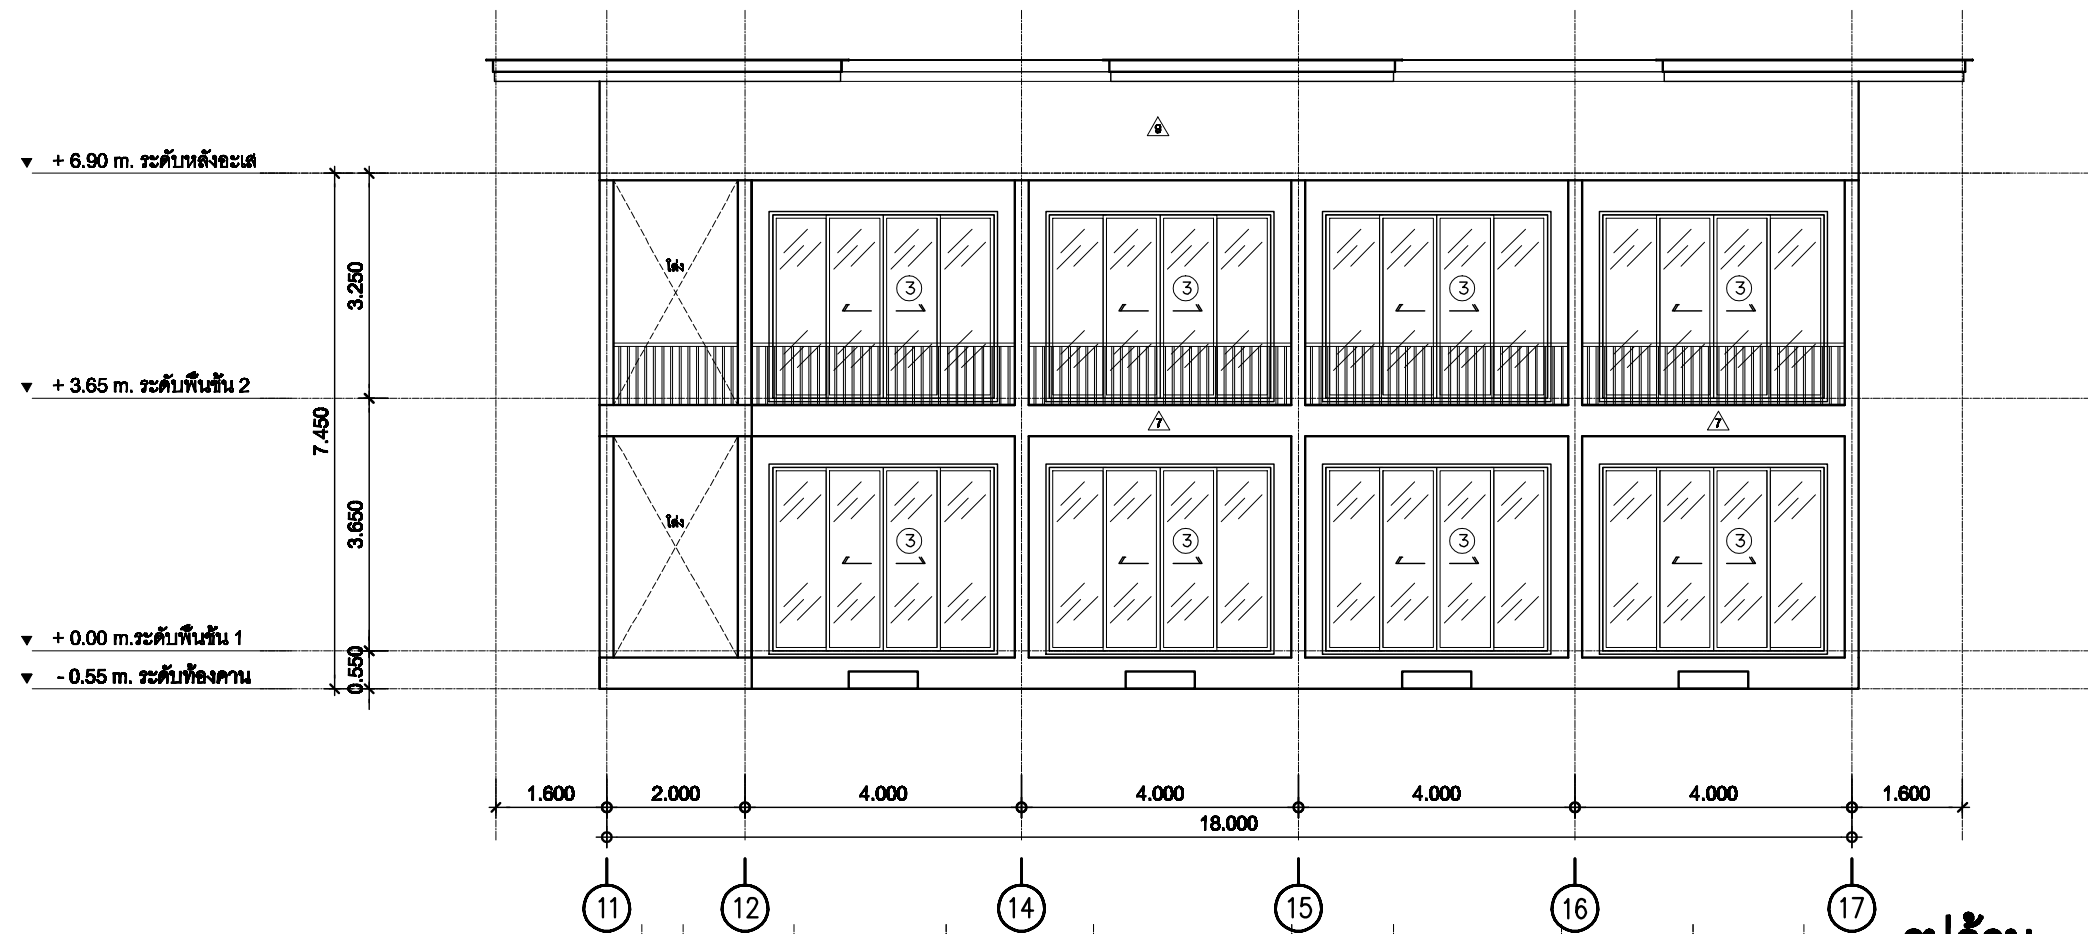 9
+ 6.90 m. ระดับหลังอะเส
3.250
โล่ง
3 3 3 3
+ 3.65 m. ระดับพื้นชั้น 2
7.450
7 7
3.650
โล่ง
3 3 3 3
+ 0.00 m.ระดับพื้นชั้น 1
0.550
- 0.55 m. ระดับท้องคาน
1.600 2.000 4.000 4.000 4.000 4.000 1.600
18.000
11 12 14 15 16 17